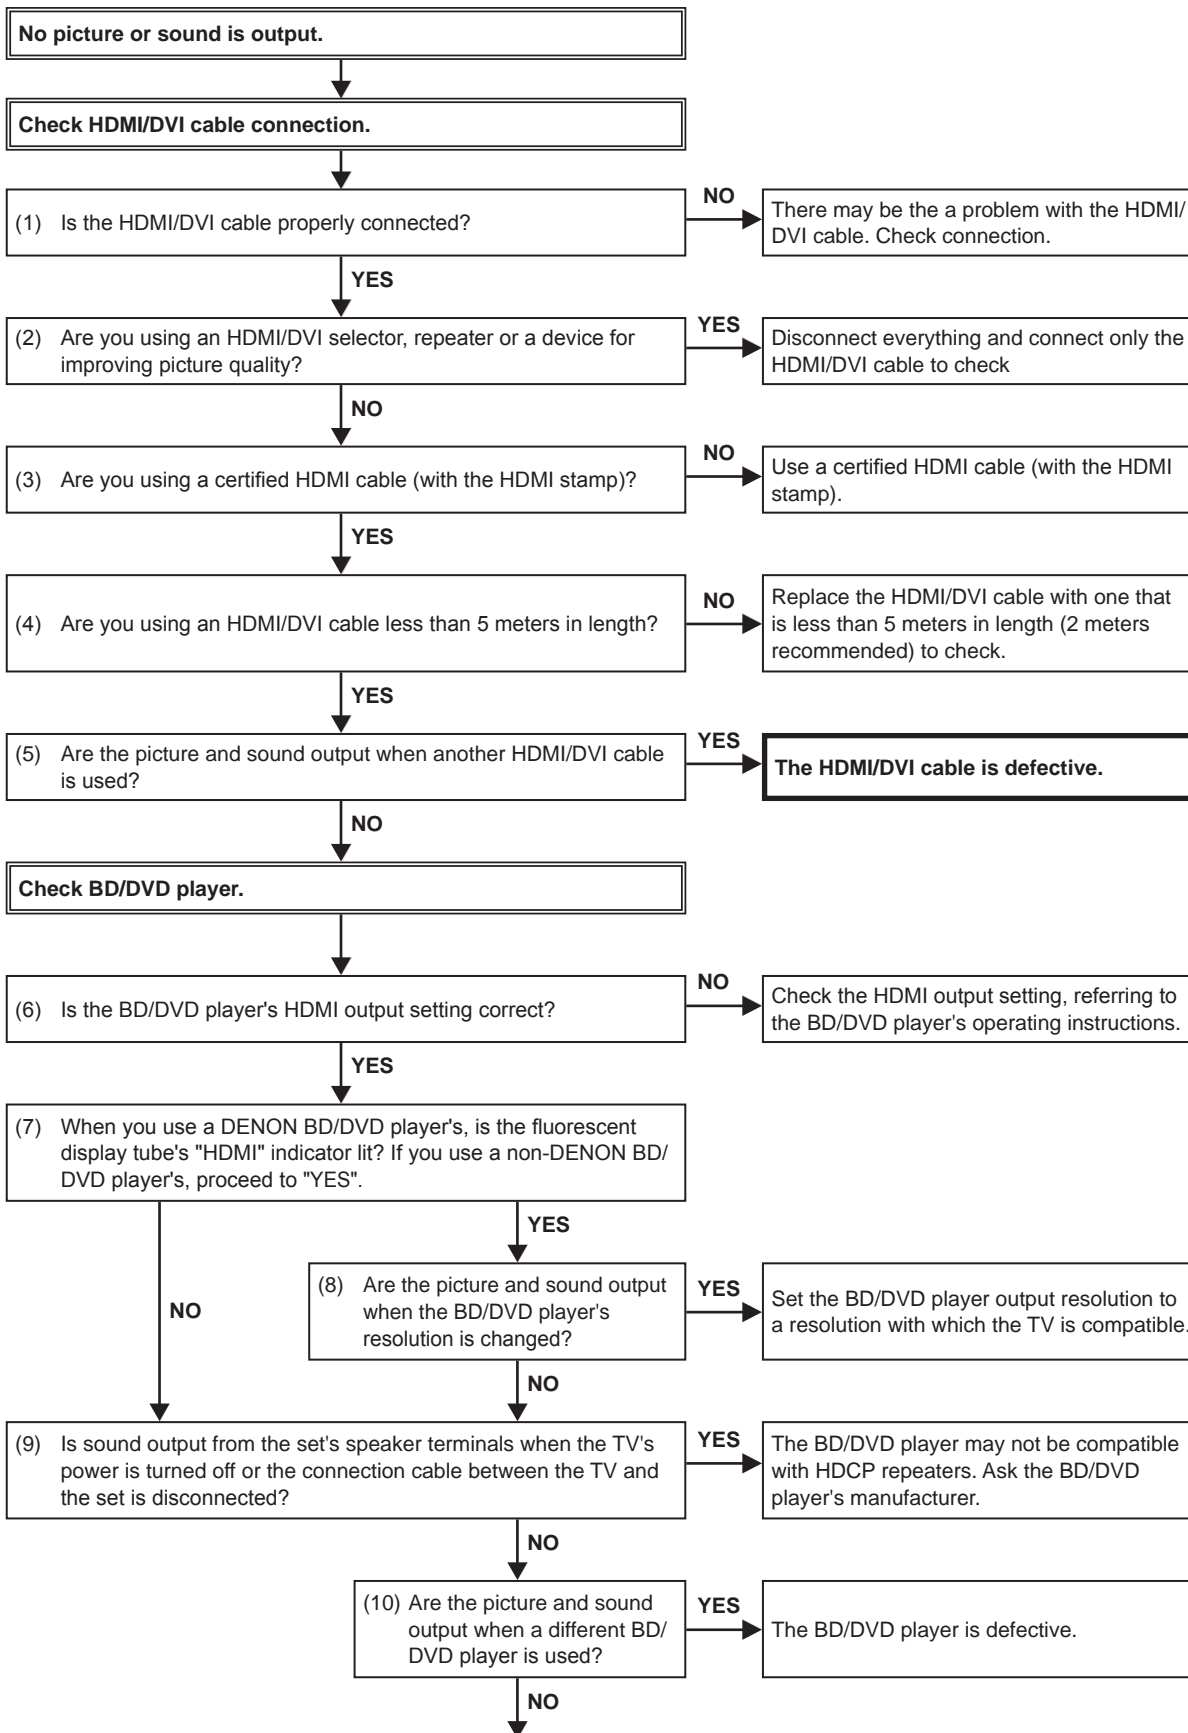 No picture or sound is output.
Check HDMI/DVI cable connection.
(1) Is the HDMI/DVI cable properly connected?
NO
There may be the a problem with the HDMI/
DVI cable. Check connection.
YES
(2) Are you using an HDMI/DVI selector, repeater or a device for
improving picture quality?
YES
Disconnect everything and connect only the
HDMI/DVI cable to check
NO
(3) Are you using a certified HDMI cable (with the HDMI stamp)?
NO
Use a certified HDMI cable (with the HDMI
stamp).
YES
(4) Are you using an HDMI/DVI cable less than 5 meters in length?
NO
Replace the HDMI/DVI cable with one that
is less than 5 meters in length (2 meters
recommended) to check.
YES
(5) Are the picture and sound output when another HDMI/DVI cable
is used?
YES
The HDMI/DVI cable is defective.
NO
Check BD/DVD player.
(6) Is the BD/DVD player's HDMI output setting correct?
NO
Check the HDMI output setting, referring to
the BD/DVD player's operating instructions.
YES
(7) When you use a DENON BD/DVD player's, is the fluorescent
display tube's "HDMI" indicator lit? If you use a non-DENON BD/
DVD player's, proceed to "YES".
YES
NO
(8) Are the picture and sound output
when the BD/DVD player's
resolution is changed?
YES
Set the BD/DVD player output resolution to
a resolution with which the TV is compatible.
NO
(9) Is sound output from the set's speaker terminals when the TV's
power is turned off or the connection cable between the TV and
the set is disconnected?
YES
The BD/DVD player may not be compatible
with HDCP repeaters. Ask the BD/DVD
player's manufacturer.
NO
(10) Are the picture and sound
output when a different BD/
DVD player is used?
YES
The BD/DVD player is defective.
NO